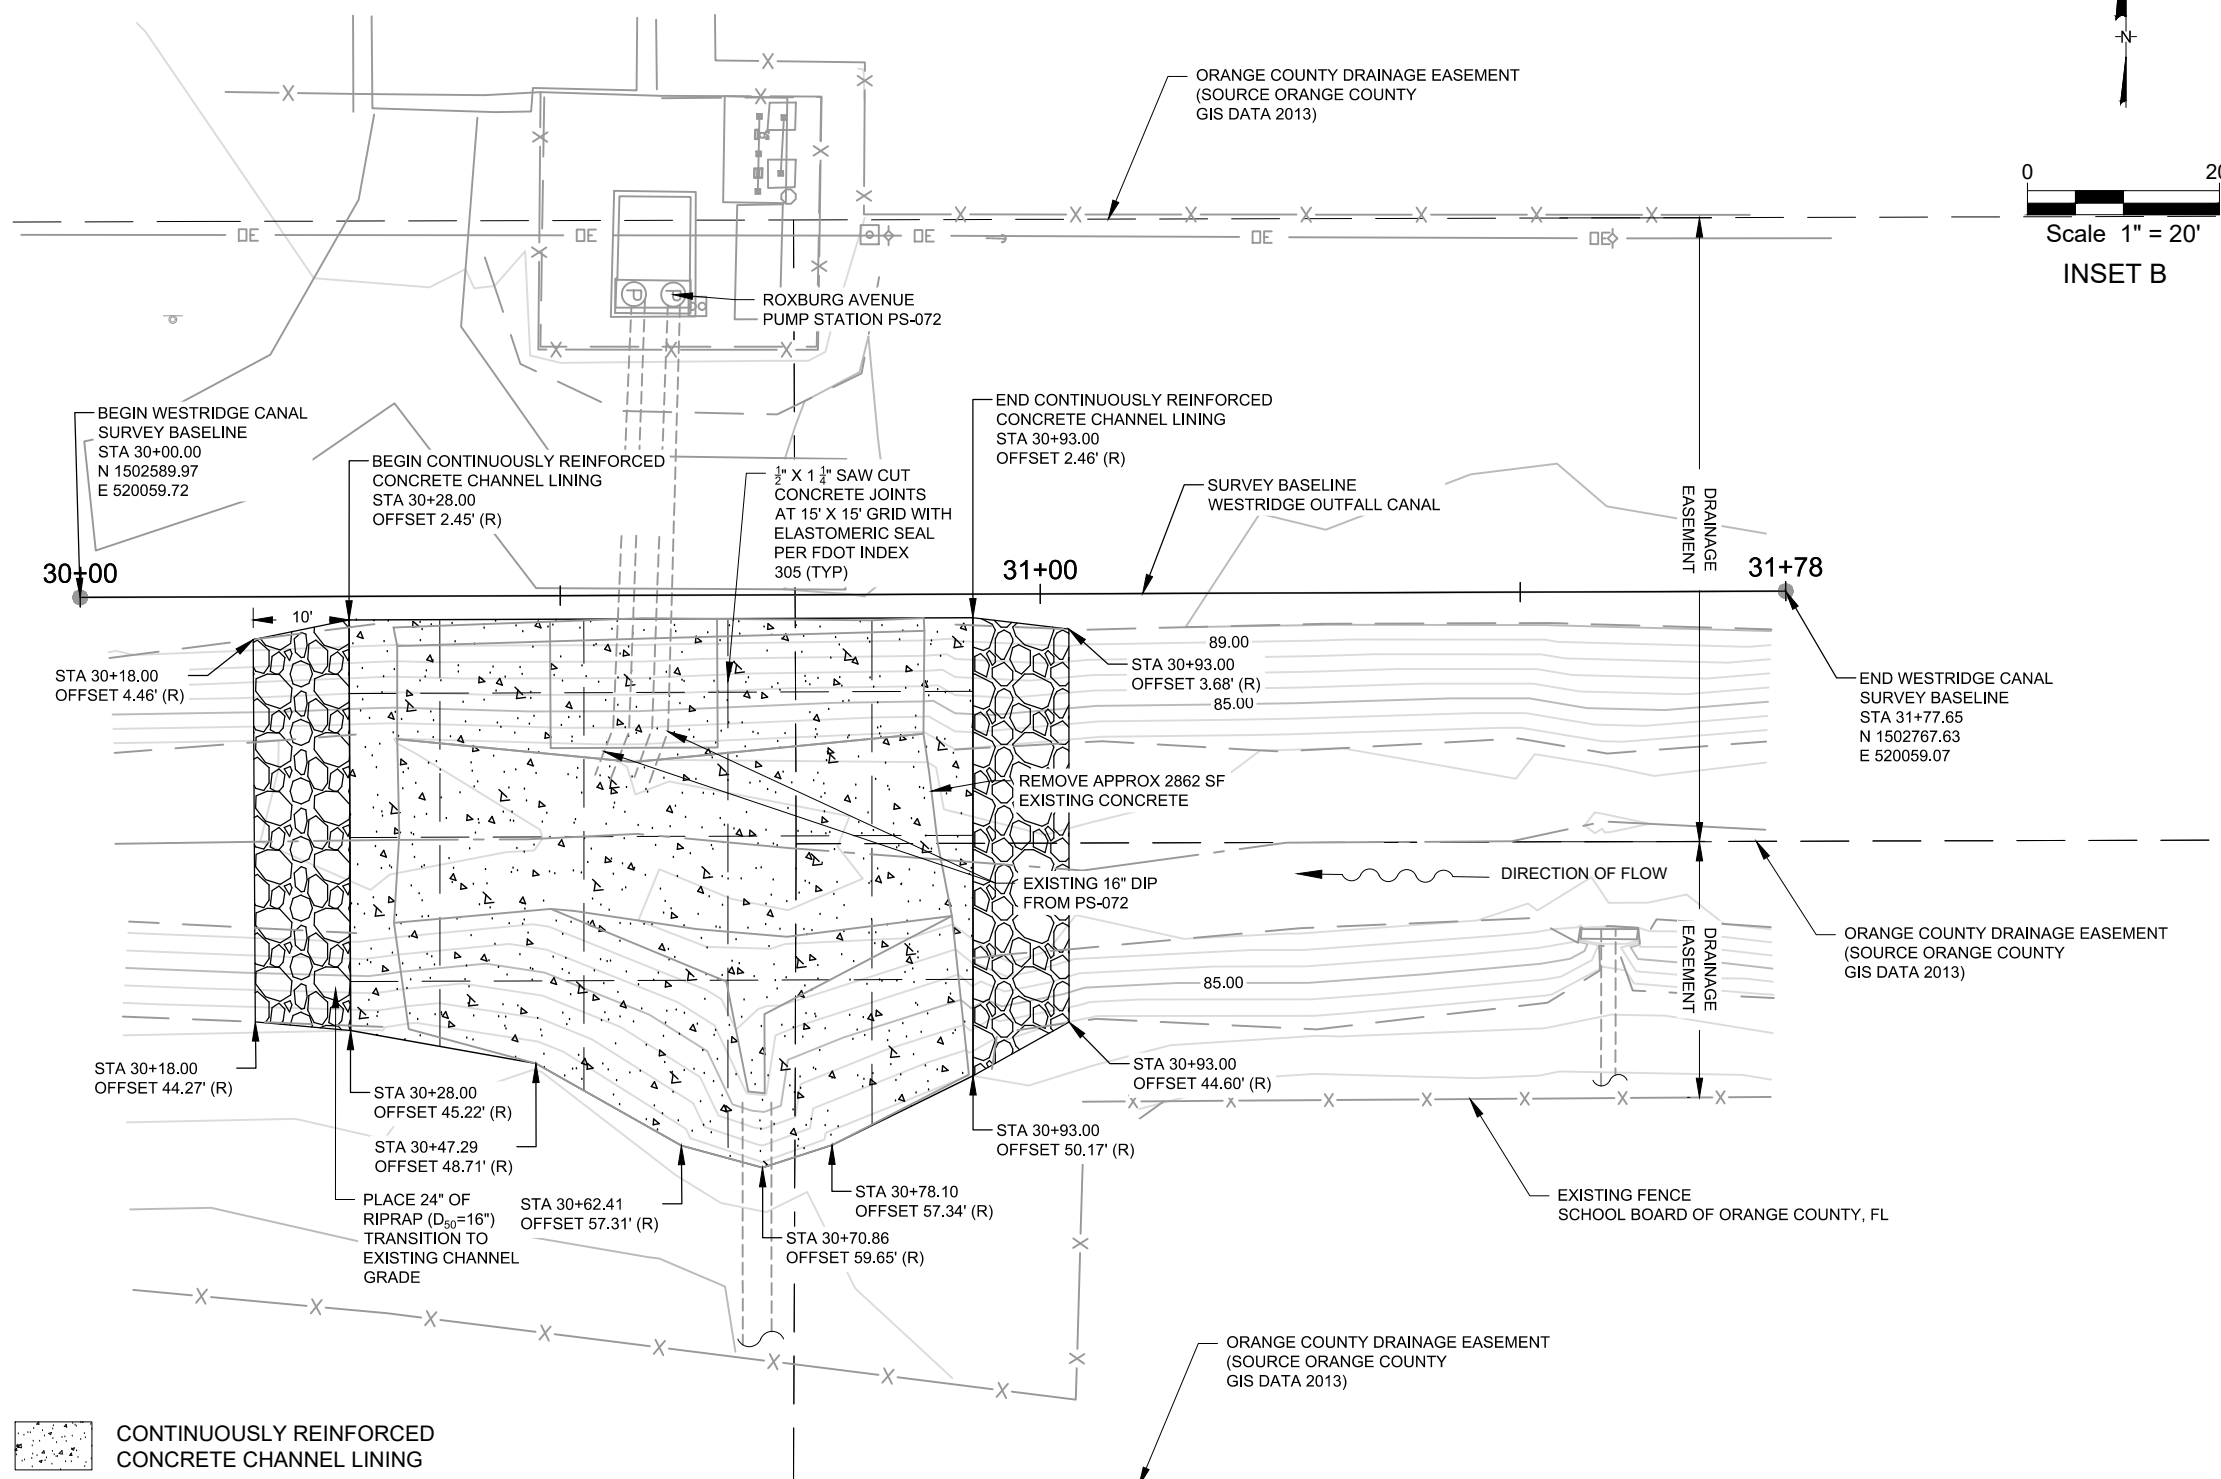 N
ORANGE COUNTY DRAINAGE EASEMENT
(SOURCE ORANGE COUNTY
GIS DATA 2013)
0 20
Scale 1" = 20'
INSET B
OE OE OE OE OE
ROXBURG AVENUE
PUMP STATION PS-072
BEGIN WESTRIDGE CANAL
SURVEY BASELINE
STA 30+00.00
N 1502589.97
E 520059.72
BEGIN CONTINUOUSLY REINFORCED
CONCRETE CHANNEL LINING
STA 30+28.00
OFFSET 2.45' (R)
½" X 1 ¼" SAW CUT
CONCRETE JOINTS
AT 15' X 15' GRID WITH
ELASTOMERIC SEAL
PER FDOT INDEX
305 (TYP)
END CONTINUOUSLY REINFORCED
CONCRETE CHANNEL LINING
STA 30+93.00
OFFSET 2.46' (R)
SURVEY BASELINE
WESTRIDGE OUTFALL CANAL
DRAINAGE
EASEMENT
30+00
31+00
31+78
10'
89.00
STA 30+18.00
OFFSET 4.46' (R)
STA 30+93.00
OFFSET 3.68' (R)
85.00
END WESTRIDGE CANAL
SURVEY BASELINE
STA 31+77.65
N 1502767.63
E 520059.07
REMOVE APPROX 2862 SF
EXISTING CONCRETE
EXISTING 16" DIP
FROM PS-072
DIRECTION OF FLOW
ORANGE COUNTY DRAINAGE EASEMENT
(SOURCE ORANGE COUNTY
GIS DATA 2013)
DRAINAGE
EASEMENT
85.00
STA 30+18.00
OFFSET 44.27' (R)
STA 30+28.00
OFFSET 45.22' (R)
STA 30+47.29
OFFSET 48.71' (R)
STA 30+93.00
OFFSET 44.60' (R)
STA 30+93.00
OFFSET 50.17' (R)
PLACE 24" OF
RIPRAP (D₅₀=16")
TRANSITION TO
EXISTING CHANNEL
GRADE
STA 30+62.41
OFFSET 57.31' (R)
STA 30+78.10
OFFSET 57.34' (R)
STA 30+70.86
OFFSET 59.65' (R)
EXISTING FENCE
SCHOOL BOARD OF ORANGE COUNTY, FL
ORANGE COUNTY DRAINAGE EASEMENT
(SOURCE ORANGE COUNTY
GIS DATA 2013)
CONTINUOUSLY REINFORCED
CONCRETE CHANNEL LINING